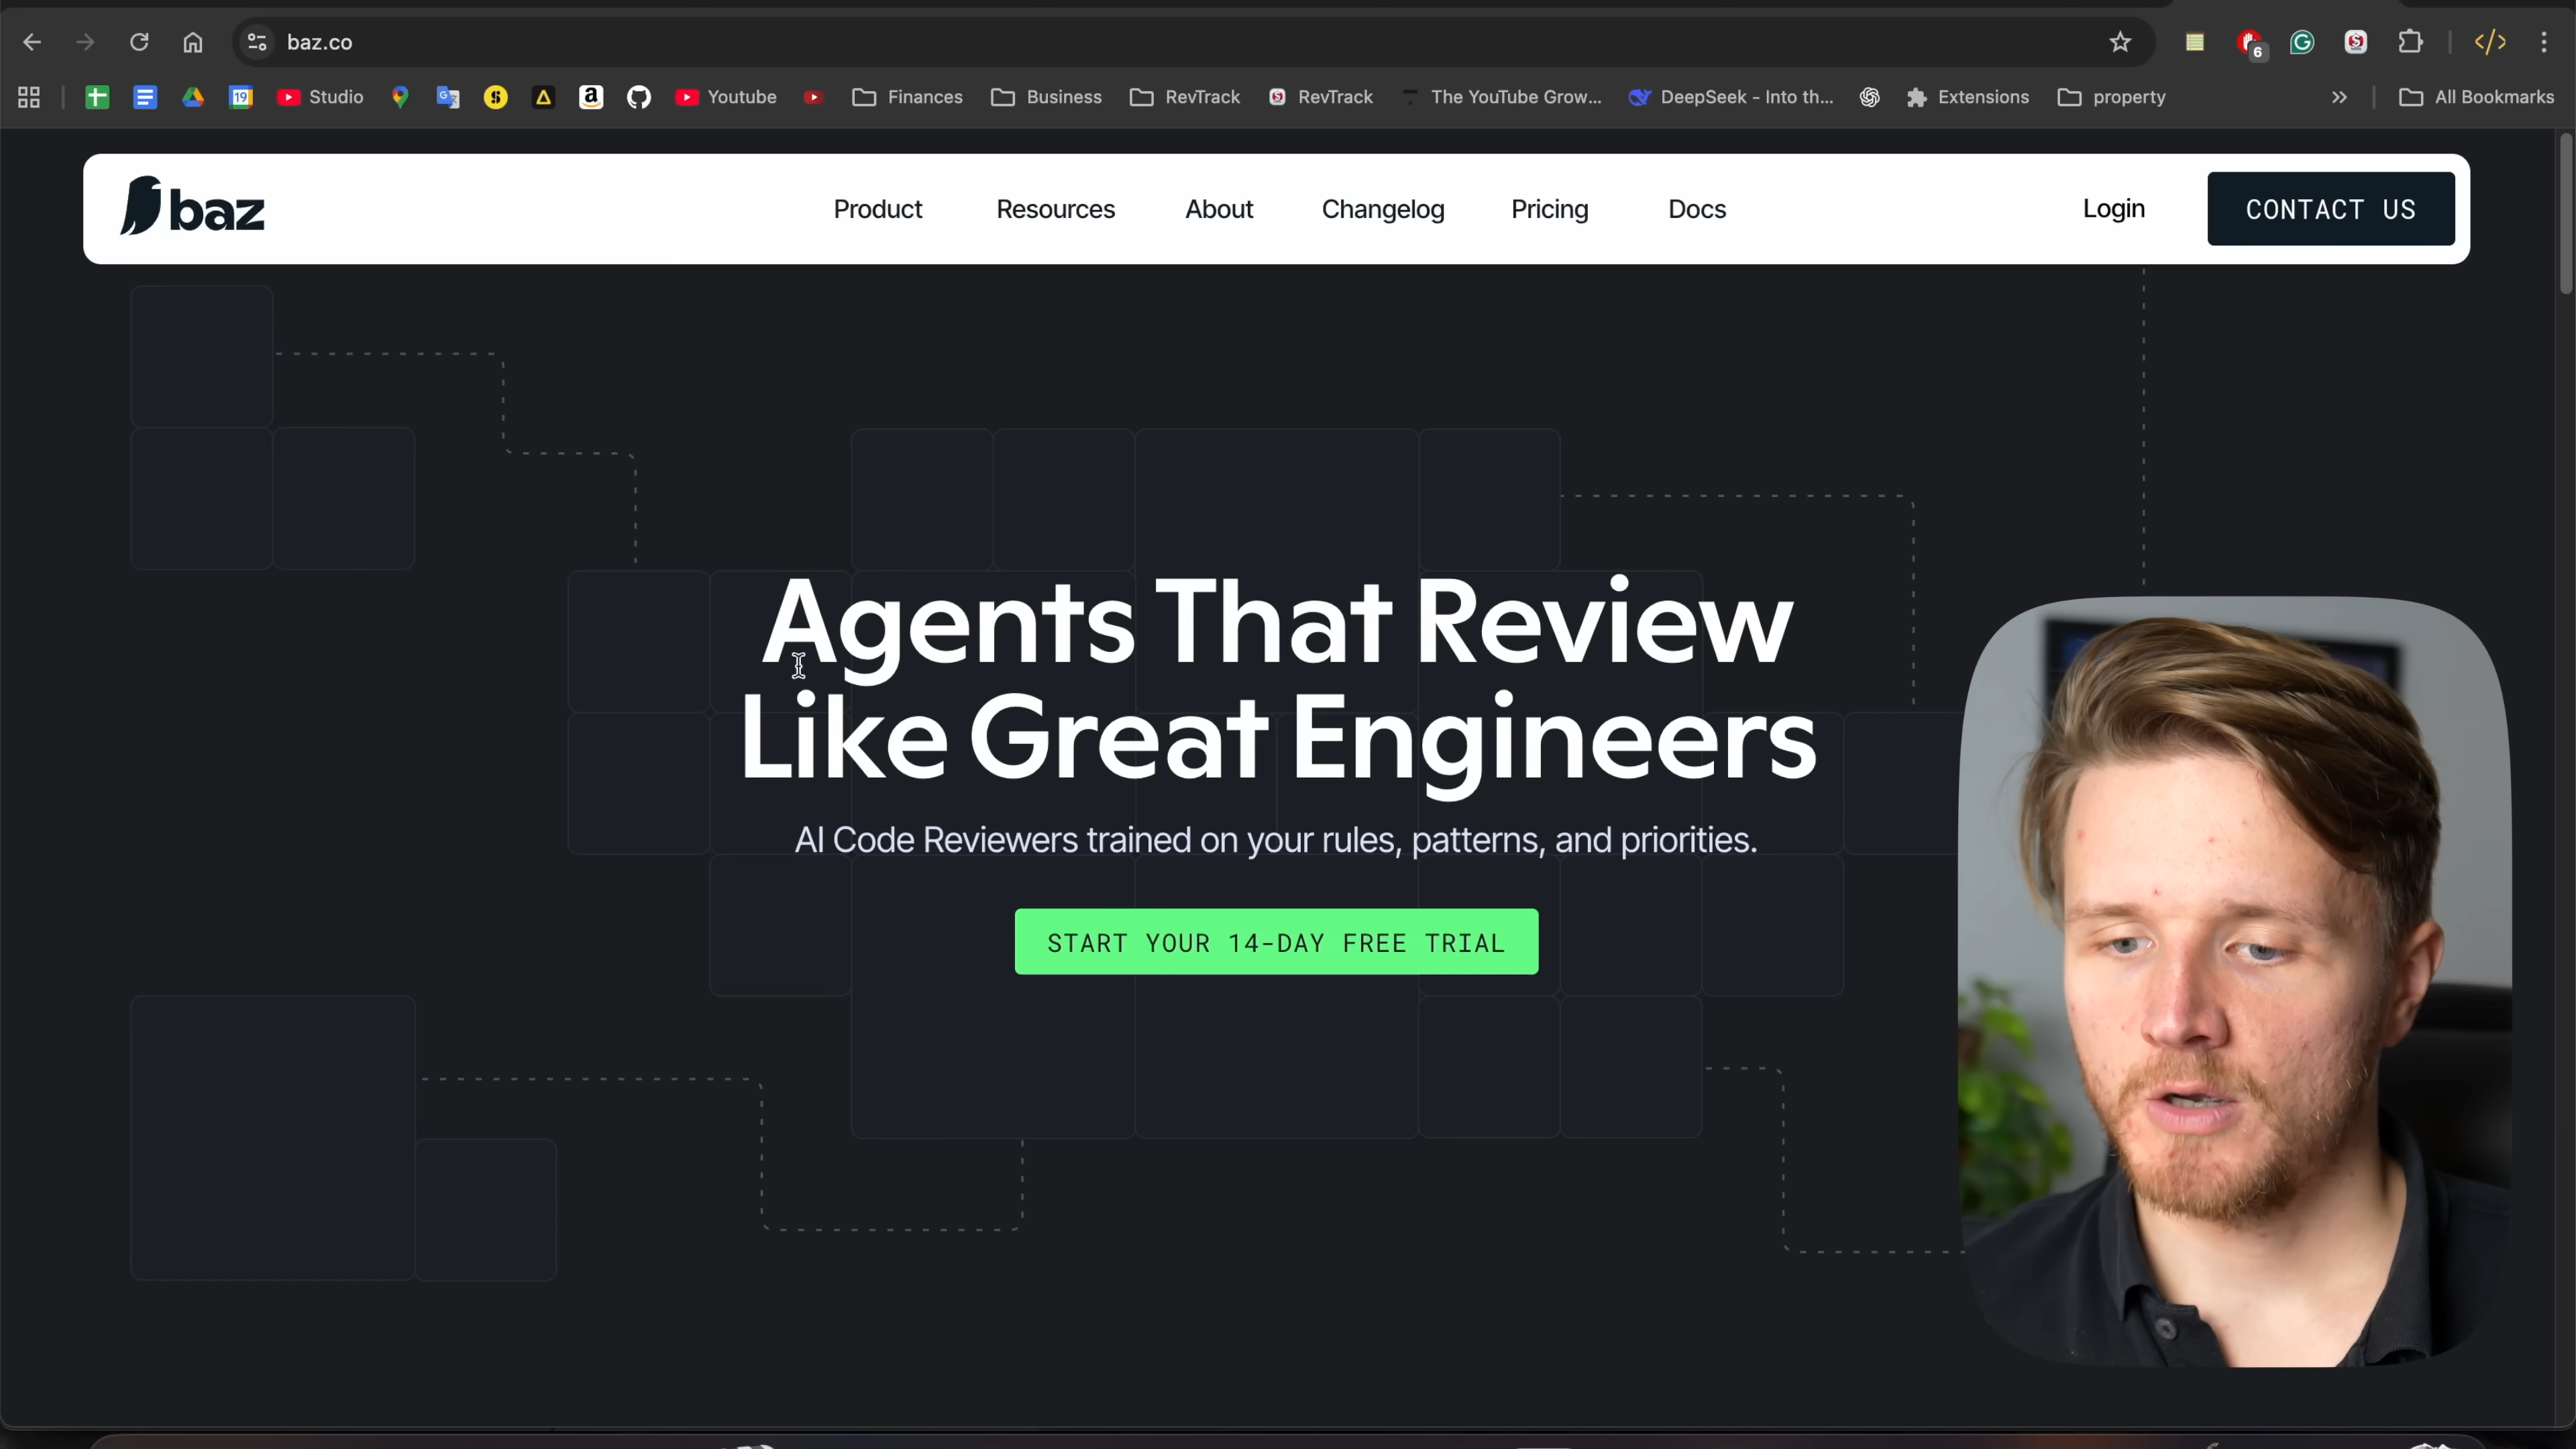 baz.co
6
19
Studio
Youtube
Finances
Business
RevTrack
RevTrack
The YouTube Grow...
DeepSeek - Into th...
Extensions
property
All Bookmarks
baz
Product
Resources
About
Changelog
Pricing
Docs
Login
CONTACT US
Agents That Review
Like Great Engineers
AI Code Reviewers trained on your rules, patterns, and priorities.
START YOUR 14-DAY FREE TRIAL